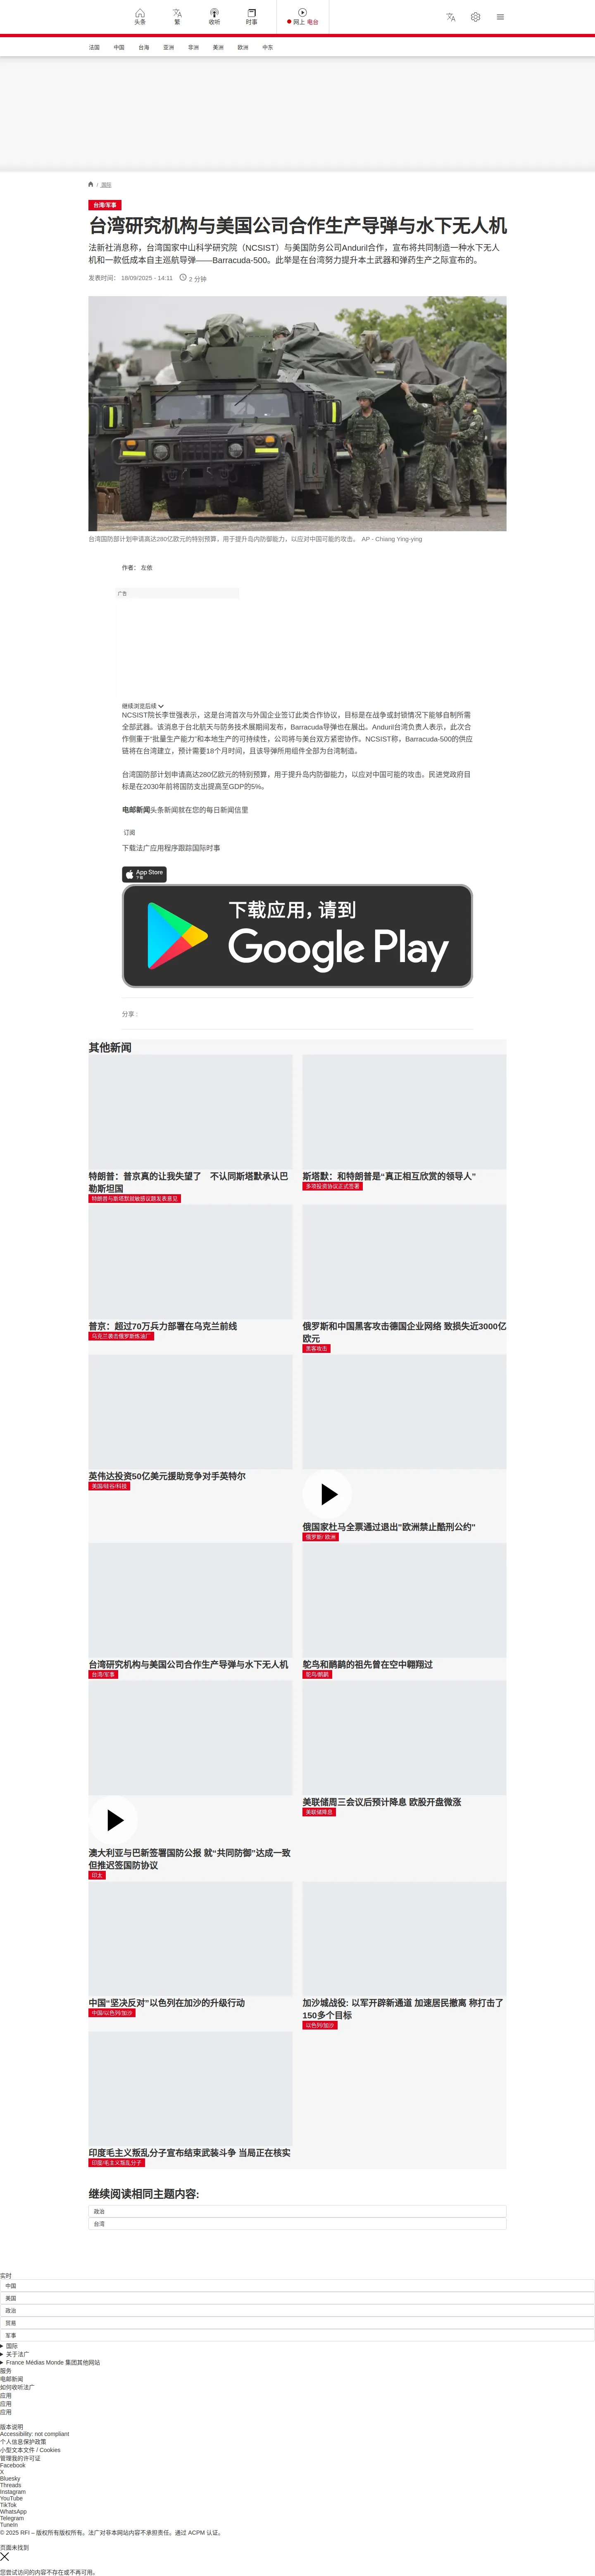 头条
繁
收听
时事
网上 电台
法国 中国 台海 亚洲 非洲 美洲 欧洲 中东
/ 国际
台湾/军事
台湾研究机构与美国公司合作生产导弹与水下无人机
法新社消息称，台湾国家中山科学研究院（NCSIST）与美国防务公司Anduril合作，宣布将共同制造一种水下无人
机和一款低成本自主巡航导弹——Barracuda-500。此举是在台湾努力提升本土武器和弹药生产之际宣布的。
发表时间： 18/09/2025 - 14:11 2 分钟
台湾国防部计划申请高达280亿欧元的特别预算，用于提升岛内防御能力，以应对中国可能的攻击。 AP - Chiang Ying-ying
作者： 左侬
广告
继续浏览后续
NCSIST院长李世强表示，这是台湾首次与外国企业签订此类合作协议，目标是在战争或封锁情况下能够自制所需
全部武器。该消息于台北航天与防务技术展期间发布，Barracuda导弹也在展出。Anduril台湾负责人表示，此次合
作侧重于“批量生产能力”和本地生产的可持续性，公司将与美台双方紧密协作。NCSIST称，Barracuda-500的供应
链将在台湾建立，预计需要18个月时间，且该导弹所用组件全部为台湾制造。
台湾国防部计划申请高达280亿欧元的特别预算，用于提升岛内防御能力，以应对中国可能的攻击。民进党政府目
标是在2030年前将国防支出提高至GDP的5%。
电邮新闻头条新闻就在您的每日新闻信里
订阅
下载法广应用程序跟踪国际时事
App Store
下载
下载应用，请到
Google Play
分享 :
其他新闻
特朗普：普京真的让我失望了　不认同斯塔默承认巴
勒斯坦国
特朗普与斯塔默就敏感议题发表意见
斯塔默：和特朗普是“真正相互欣赏的领导人”
多项投资协议正式签署
普京：超过70万兵力部署在乌克兰前线
乌克兰袭击俄罗斯炼油厂
俄罗斯和中国黑客攻击德国企业网络 致损失近3000亿
欧元
黑客攻击
英伟达投资50亿美元援助竞争对手英特尔
美国/硅谷/科技
俄国家杜马全票通过退出"欧洲禁止酷刑公约"
俄罗斯/ 欧洲
台湾研究机构与美国公司合作生产导弹与水下无人机
台湾/军事
鸵鸟和鸸鹋的祖先曾在空中翱翔过
鸵鸟/鸸鹋
澳大利亚与巴新签署国防公报 就“共同防御”达成一致
但推迟签国防协议
印太
美联储周三会议后预计降息 欧股开盘微涨
美联储降息
中国“坚决反对”以色列在加沙的升级行动
中国/以色列/加沙
加沙城战役: 以军开辟新通道 加速居民撤离 称打击了
150多个目标
以色列/加沙
印度毛主义叛乱分子宣布结束武装斗争 当局正在核实
印度/毛主义叛乱分子
继续阅读相同主题内容:
政治
台湾
实时
中国
美国
政治
贸易
军事
国际
关于法广
France Médias Monde 集团其他网站
服务
电邮新闻
如何收听法广
应用
应用
应用
版本说明
Accessibility: not compliant
个人信息保护政策
小型文本文件 / Cookies
管理我的许可证
Facebook
X
Bluesky
Threads
Instagram
YouTube
TikTok
WhatsApp
Telegram
TuneIn
© 2025 RFI – 版权所有版权所有。法广对非本网站内容不承担责任。通过 ACPM 认证。
页面未找到
您尝试访问的内容不存在或不再可用。